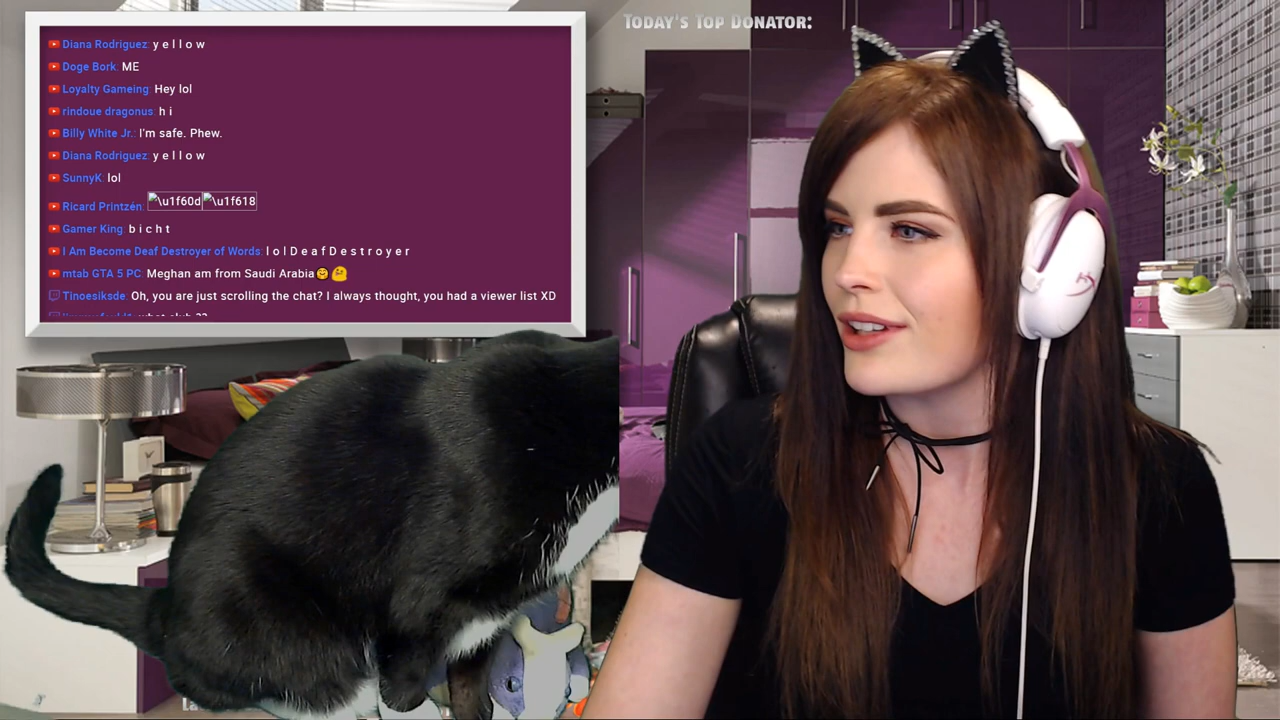 Today's Top Donator:
Diana Rodriguez: y e l l o w
Doge Bork: ME
Loyalty Gameing: Hey lol
rindoue dragonus: h i
Billy White Jr.: I'm safe. Phew.
Diana Rodriguez: y e l l o w
SunnyK: lol
Ricard Printzén: \u1f60d \u1f618
Gamer King: b i c h t
I Am Become Deaf Destroyer of Words: l o l D e a f D e s t r o y e r
mtab GTA 5 PC: Meghan am from Saudi Arabia
Tinoesiksde: Oh, you are just scrolling the chat? I always thought, you had a viewer list XD